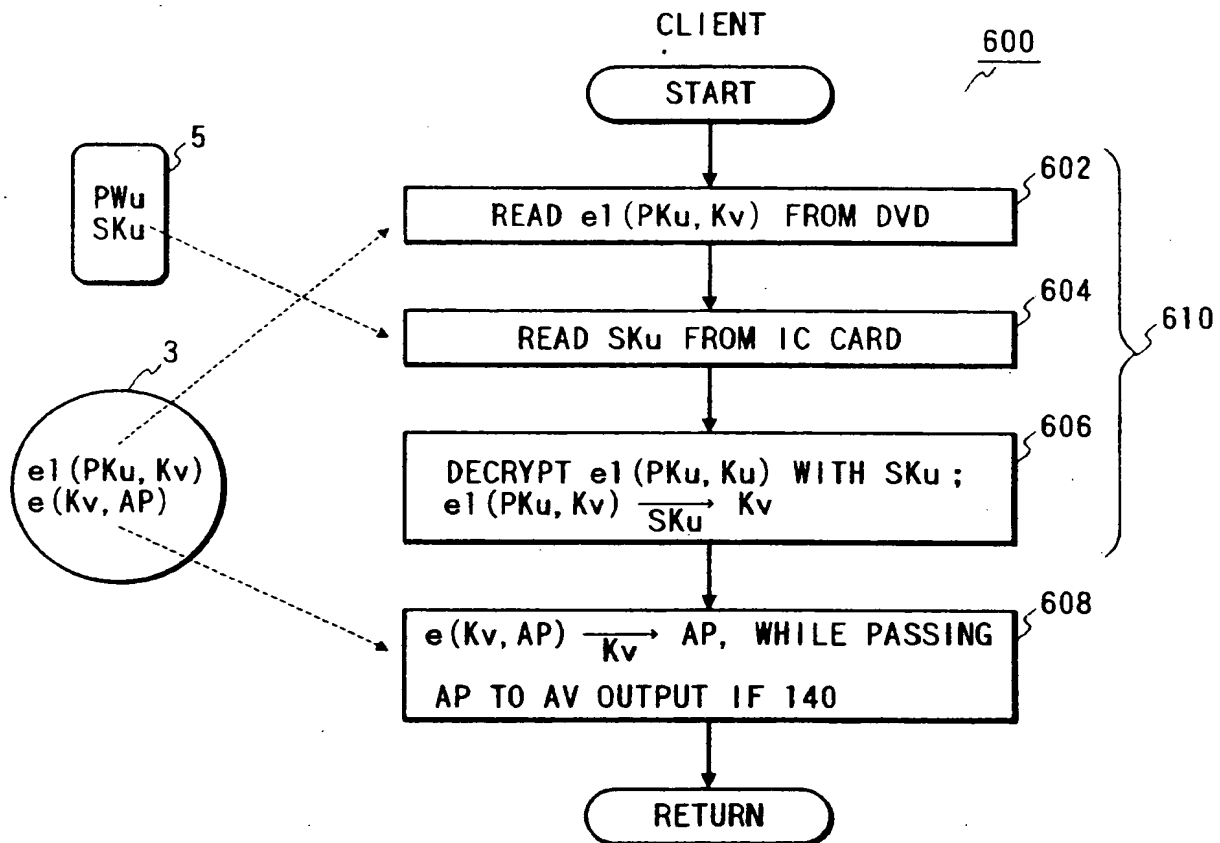 CLIENT
600
START
5
PWu
SKu
602
READ e1(PKu, Kv) FROM DVD
604
READ SKu FROM IC CARD
610
3
e1(PKu, Kv)
e(Kv, AP)
606
DECRYPT e1(PKu, Ku) WITH SKu ;
e1(PKu, Kv) → Kv
SKu
608
e(Kv, AP) → AP, WHILE PASSING
Kv
AP TO AV OUTPUT IF 140
RETURN